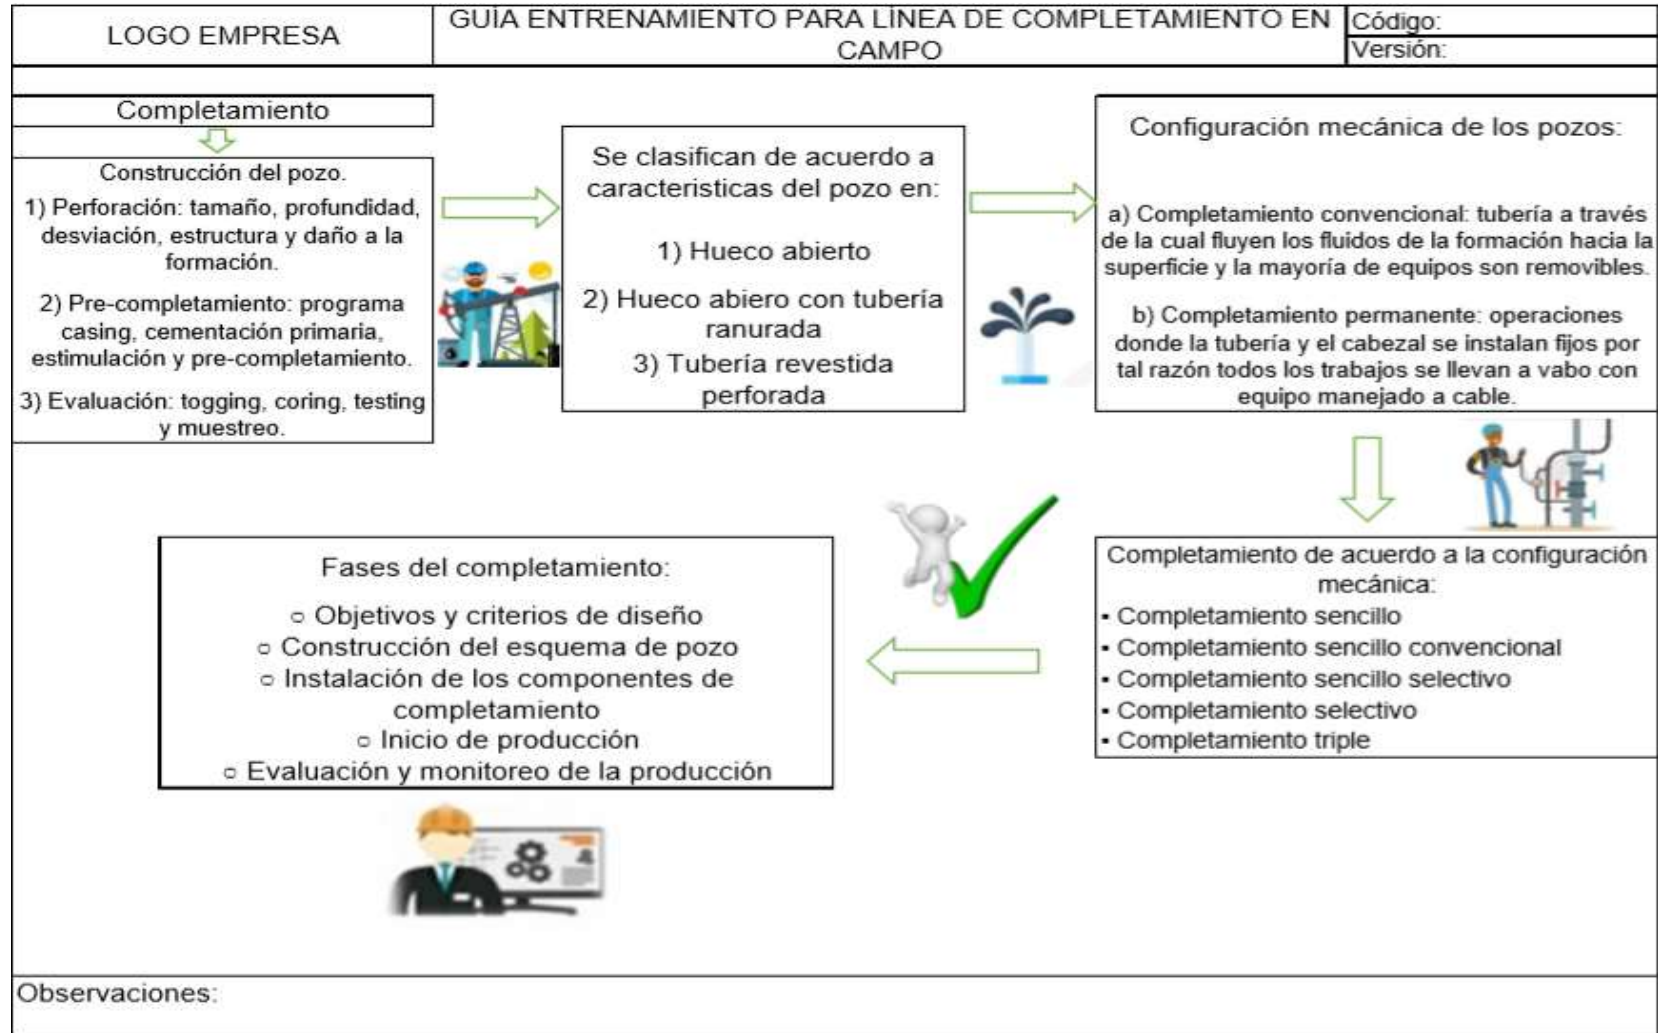 LOGO EMPRESA
GUÍA ENTRENAMIENTO PARA LÍNEA DE COMPLETAMIENTO EN
CAMPO
Código:
Versión:
Completamiento
Construcción del pozo.
1) Perforación: tamaño, profundidad,
desviación, estructura y daño a la
formación.
2) Pre-completamiento: programa
casing, cementación primaria,
estimulación y pre-completamiento.
3) Evaluación: togging, coring, testing
y muestreo.
Se clasifican de acuerdo a
caracteristicas del pozo en:
1) Hueco abierto
2) Hueco abiero con tubería
ranurada
3) Tubería revestida
perforada
Configuración mecánica de los pozos:
a) Completamiento convencional: tubería a través
de la cual fluyen los fluidos de la formación hacia la
superficie y la mayoría de equipos son removibles.
b) Completamiento permanente: operaciones
donde la tubería y el cabezal se instalan fijos por
tal razón todos los trabajos se llevan a vabo con
equipo manejado a cable.
Completamiento de acuerdo a la configuración
mecánica:
▪ Completamiento sencillo
▪ Completamiento sencillo convencional
▪ Completamiento sencillo selectivo
▪ Completamiento selectivo
▪ Completamiento triple
Fases del completamiento:
○ Objetivos y criterios de diseño
○ Construcción del esquema de pozo
○ Instalación de los componentes de
completamiento
○ Inicio de producción
○ Evaluación y monitoreo de la producción
Observaciones: